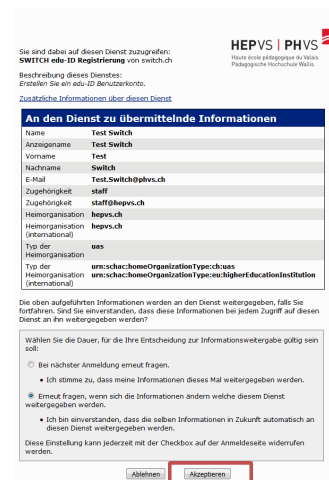 HEPVS | PHVS
Haute école pédagogique du Valais
Pädagogische Hochschule Wallis
Sie sind dabei auf diesen Dienst zuzugreifen:
SWITCH edu-ID Registrierung von switch.ch
Beschreibung dieses Dienstes:
Erstellen Sie ein edu-ID Benutzerkonto.
Zusätzliche Informationen über diesen Dienst
An den Dienst zu übermittelnde Informationen
Name Test Switch
Anzeigename Test Switch
Vorname Test
Nachname Switch
E-Mail Test.Switch@phvs.ch
Zugehörigkeit staff
Zugehörigkeit staff@hepvs.ch
Heimorganisation hepvs.ch
Heimorganisation hepvs.ch
(international)
Typ der uas
Heimorganisation
Typ der urn:schac:homeOrganizationType:ch:uas
Heimorganisation urn:schac:homeOrganizationType:eu:higherEducationInstitution
(international)
Die oben aufgeführten Informationen werden an den Dienst weitergegeben, falls Sie
fortfahren. Sind Sie einverstanden, dass diese Informationen bei jedem Zugriff auf diesen
Dienst an ihn weitergegeben werden?
Wählen Sie die Dauer, für die Ihre Entscheidung zur Informationsweitergabe gültig sein
soll:
Bei nächster Anmeldung erneut fragen.
• Ich stimme zu, dass meine Informationen dieses Mal weitergegeben werden.
Erneut fragen, wenn sich die Informationen ändern welche diesem Dienst
weitergegeben werden.
• Ich bin einverstanden, dass die selben Informationen in Zukunft automatisch an
diesen Dienst weitergegeben werden.
Diese Einstellung kann jederzeit mit der Checkbox auf der Anmeldeseite widerrufen
werden.
Ablehnen Akzeptieren